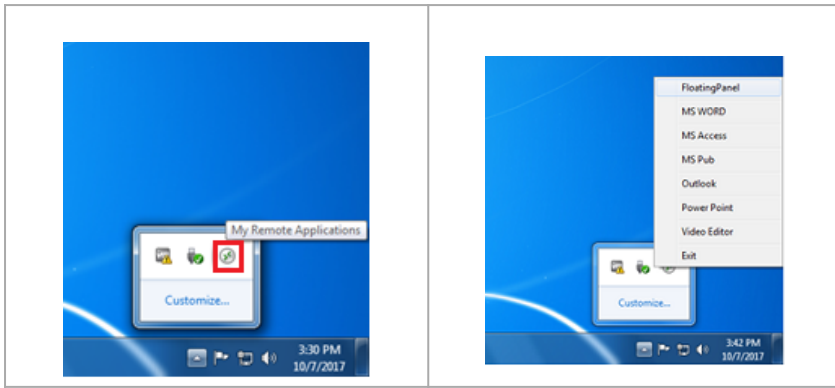 My Remote Applications
Customize...
3:30 PM
10/7/2017
FloatingPanel
MS WORD
MS Access
MS Pub
Outlook
Power Point
Video Editor
Exit
Customize...
3:42 PM
10/7/2017